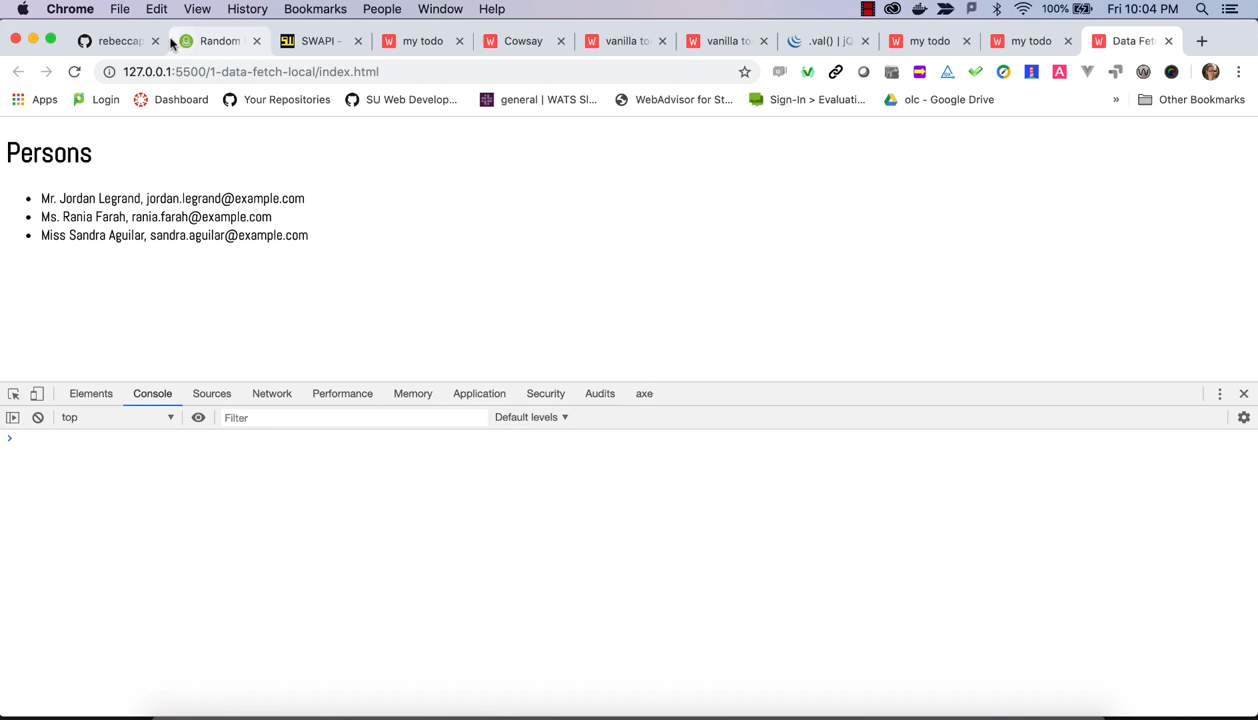 Chrome File Edit View History Bookmarks People Window Help 100% Fri 10:04 PM
rebeccap Random SWAPI - my todo Cowsay vanilla to vanilla to .val() | jQ my todo my todo Data Fet
127.0.0.1:5500/1-data-fetch-local/index.html
Apps Login Dashboard Your Repositories SU Web Develop... general | WATS Sl... WebAdvisor for St... Sign-In > Evaluati... olc - Google Drive » Other Bookmarks
Persons
• Mr. Jordan Legrand, jordan.legrand@example.com
• Ms. Rania Farah, rania.farah@example.com
• Miss Sandra Aguilar, sandra.aguilar@example.com
Elements Console Sources Network Performance Memory Application Security Audits axe
top Filter Default levels